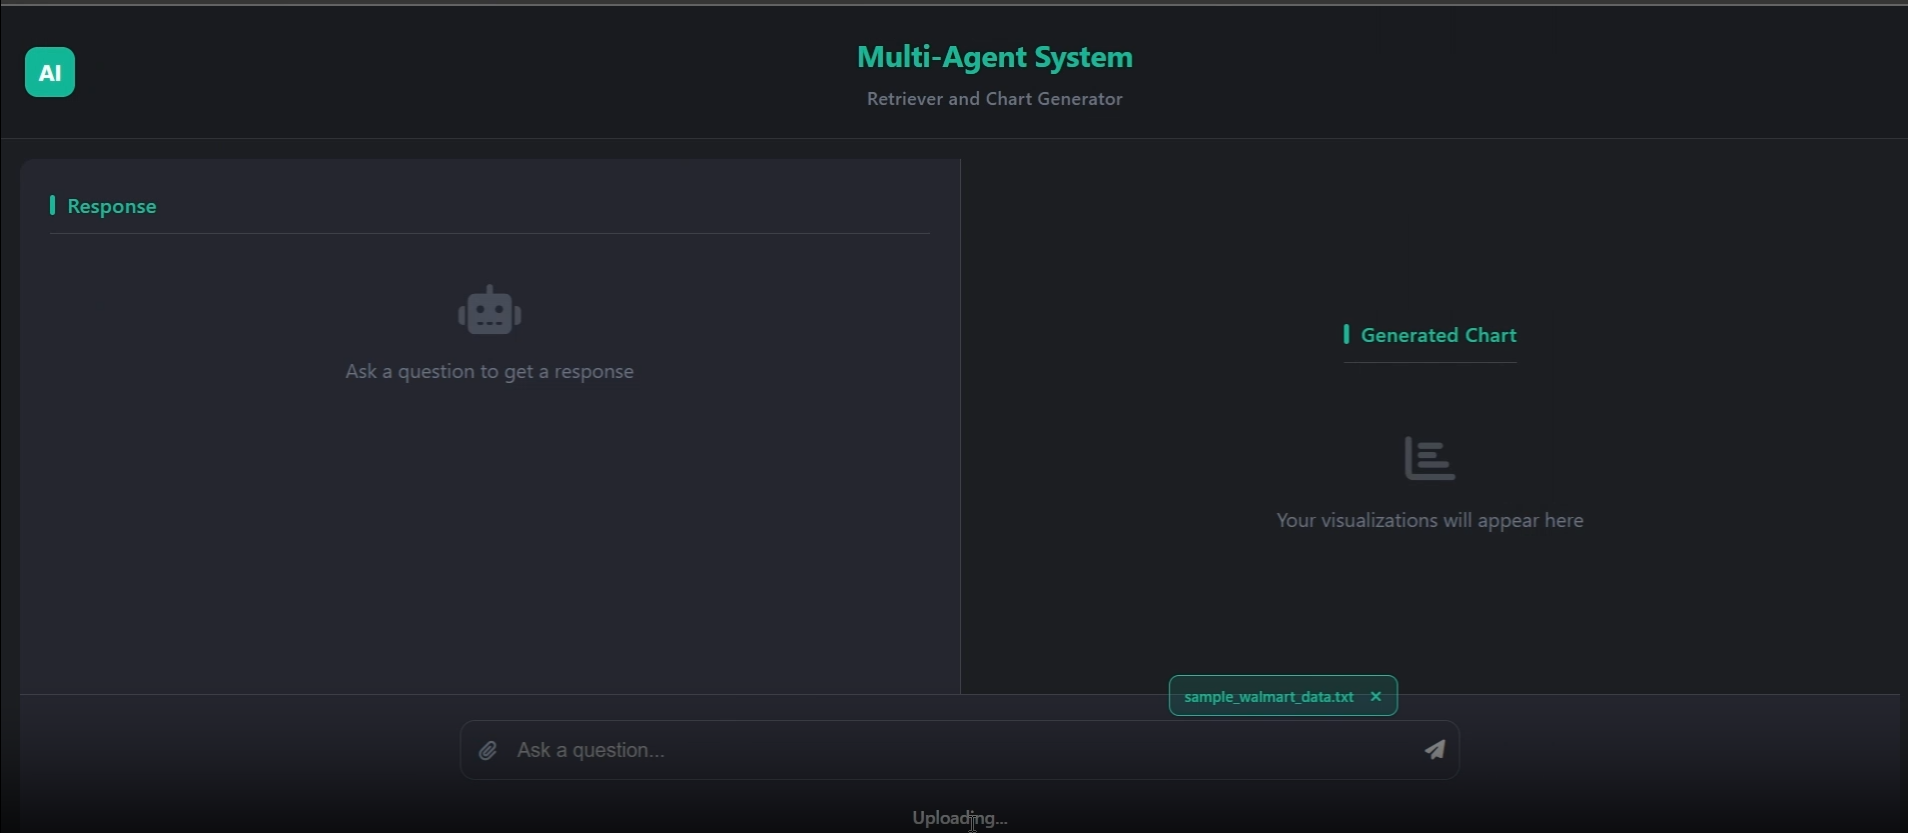 AI
Multi-Agent System
Retriever and Chart Generator
Response
Ask a question to get a response
Generated Chart
Your visualizations will appear here
sample_walmart_data.txt ✕
Ask a question...
Uploading...